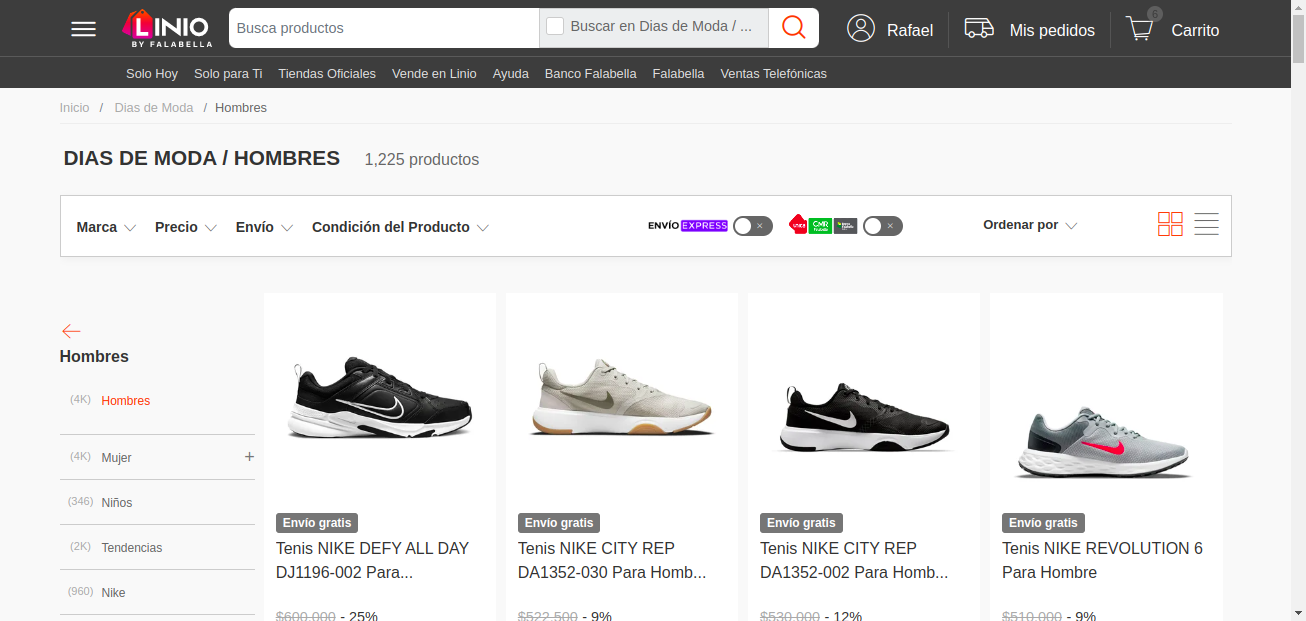 LINIO
BY FALABELLA
Busca productos
Buscar en Dias de Moda / ...
Rafael
Mis pedidos
6
Carrito
Solo Hoy
Solo para Ti
Tiendas Oficiales
Vende en Linio
Ayuda
Banco Falabella
Falabella
Ventas Telefónicas
Inicio / Dias de Moda / Hombres
DIAS DE MODA / HOMBRES
1,225 productos
Marca
Precio
Envío
Condición del Producto
ENVÍO EXPRESS
CMR
Ordenar por
Hombres
(4K) Hombres
(4K) Mujer +
(346) Niños
(2K) Tendencias
(960) Nike
Envío gratis
Tenis NIKE DEFY ALL DAY
DJ1196-002 Para...
$600.000 - 25%
Envío gratis
Tenis NIKE CITY REP
DA1352-030 Para Homb...
$522.500 - 9%
Envío gratis
Tenis NIKE CITY REP
DA1352-002 Para Homb...
$530.000 - 12%
Envío gratis
Tenis NIKE REVOLUTION 6
Para Hombre
$510.000 - 9%